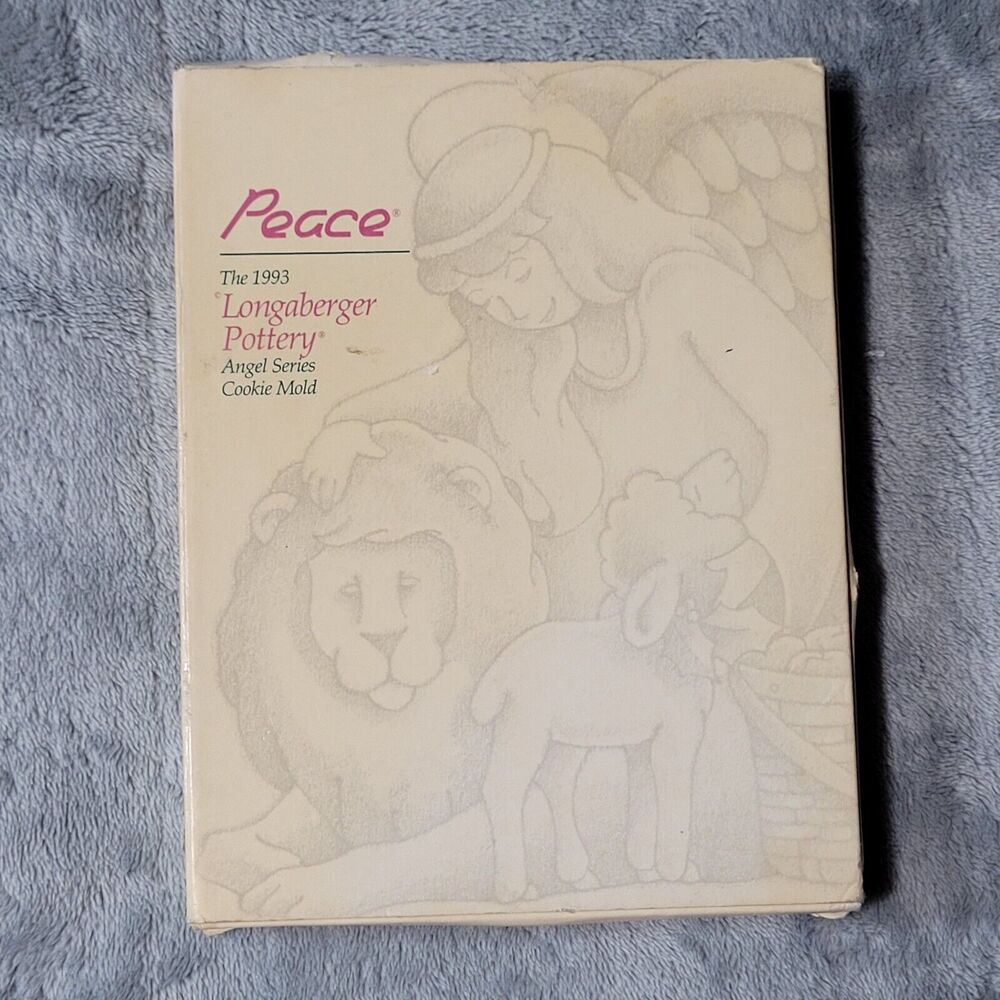 Peace®
The 1993
©Longaberger
Pottery®
Angel Series
Cookie Mold